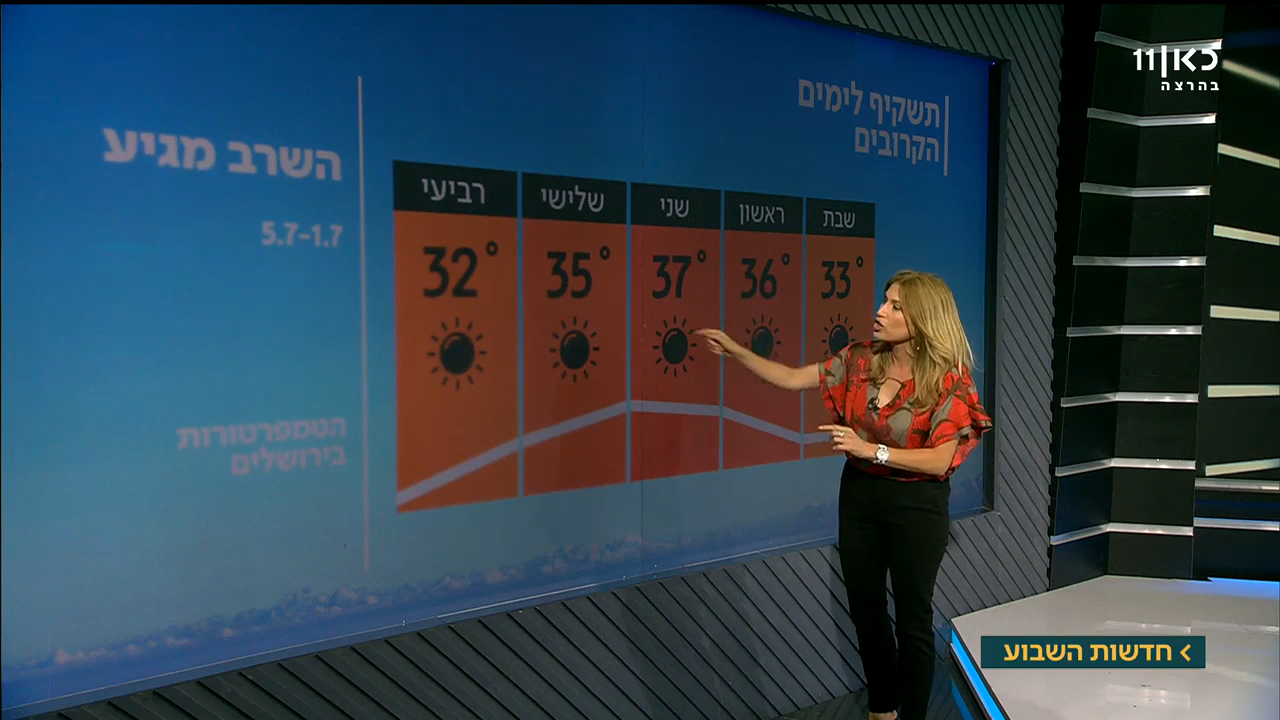 כאן 11
בהרצה
תשקיף לימים
הקרובים
שבת
ראשון
שני
שלישי
רביעי
33°
36°
37°
35°
32°
השרב מגיע
5.7-1.7
הטמפרטורות
בירושלים
חדשות השבוע